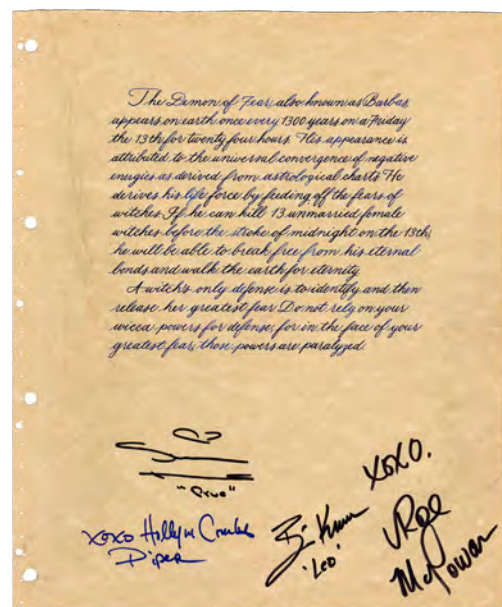 The Demon of Fear, also known as Barbas,
appears on earth once every 1300 years on a Friday
the 13th for twenty four hours. His appearance is
attributed to the universal convergence of negative
energies as derived from astrological charts. He
derives his life force by feeding off the fears of
witches. If he can kill 13 unmarried female
witches before the stroke of midnight on the 13th,
he will be able to break free from his eternal
bonds and walk the earth for eternity.
A witch's only defense is to identify and then
release her greatest fear. Do not rely on your
wicca powers for defense, for in the face of your
greatest fear, those powers are paralyzed.
"Prue"
XOXO Holly M Combs
Piper
'Leo'
XOXO.
Rose
McGowan